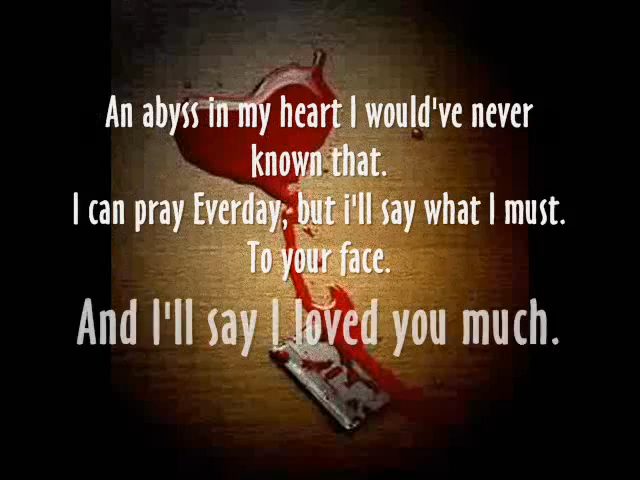 An abyss in my heart I would've never
known that.
I can pray Everday, but i'll say what I must.
To your face.
And I'll say I loved you much.